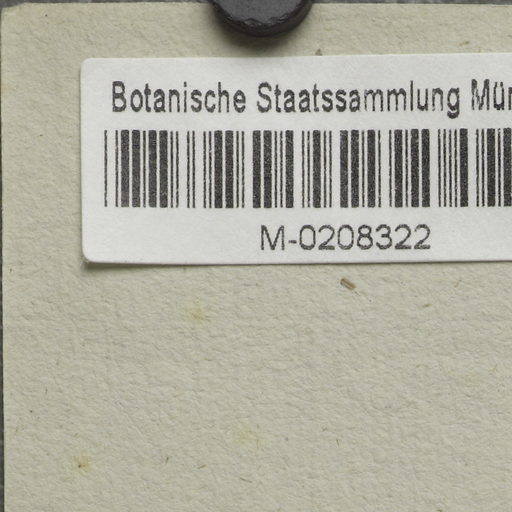 Botanische Staatssammlung Mün
M-0208322